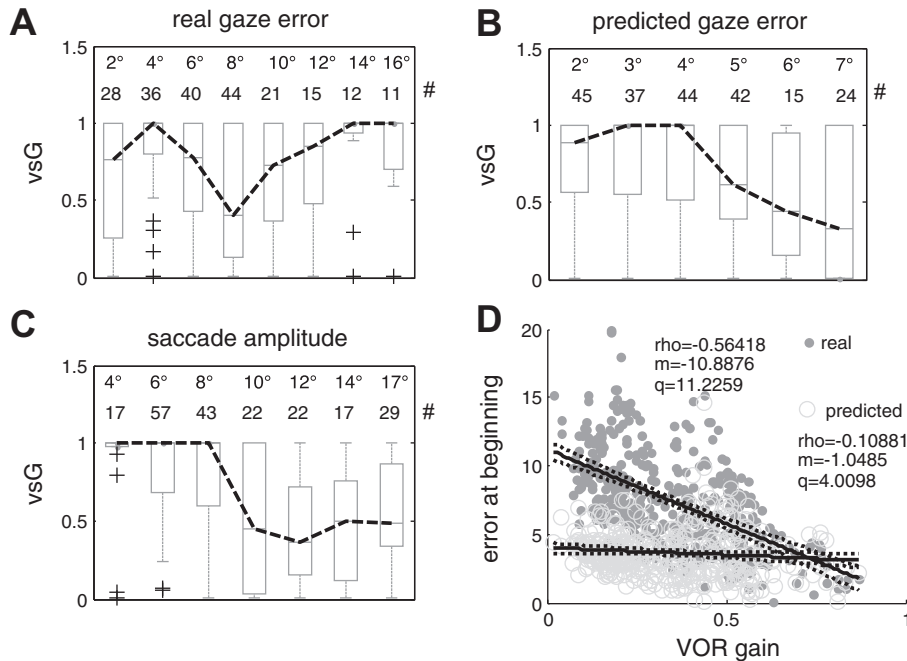 A
real gaze error
1.5
2° 4° 6° 8° 10° 12° 14° 16°
28 36 40 44 21 15 12 11 #
1
vsG
0.5
0
B
predicted gaze error
1.5
2° 3° 4° 5° 6° 7°
45 37 44 42 15 24 #
1
vsG
0.5
0
C
saccade amplitude
1.5
4° 6° 8° 10° 12° 14° 17°
17 57 43 22 22 17 29 #
1
vsG
0.5
0
D
20
rho=-0.56418
m=-10.8876
q=11.2259
real
15
predicted
rho=-0.10881
m=-1.0485
q=4.0098
error at beginning
10
5
0
0 0.5 1
VOR gain